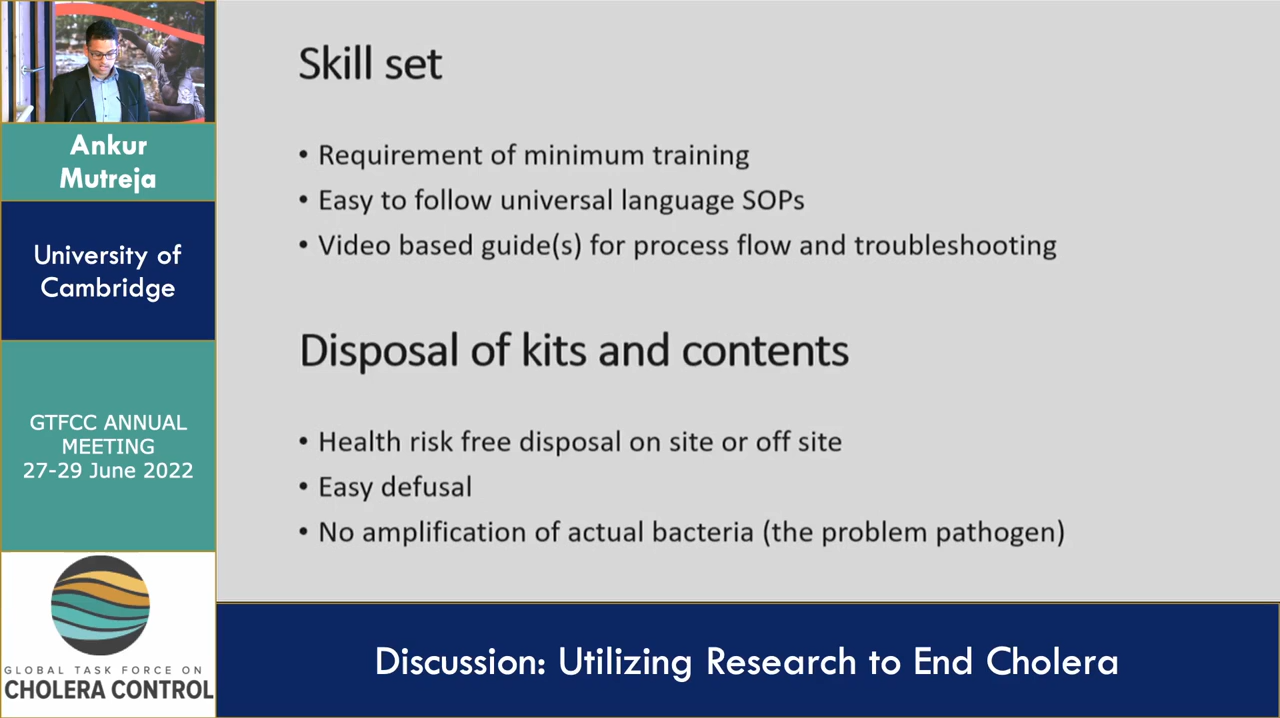 Ankur
Mutreja
University of
Cambridge
GTFCC ANNUAL
MEETING
27-29 June 2022
GLOBAL TASK FORCE ON
CHOLERA CONTROL
Skill set
• Requirement of minimum training
• Easy to follow universal language SOPs
• Video based guide(s) for process flow and troubleshooting
Disposal of kits and contents
• Health risk free disposal on site or off site
• Easy defusal
• No amplification of actual bacteria (the problem pathogen)
Discussion: Utilizing Research to End Cholera